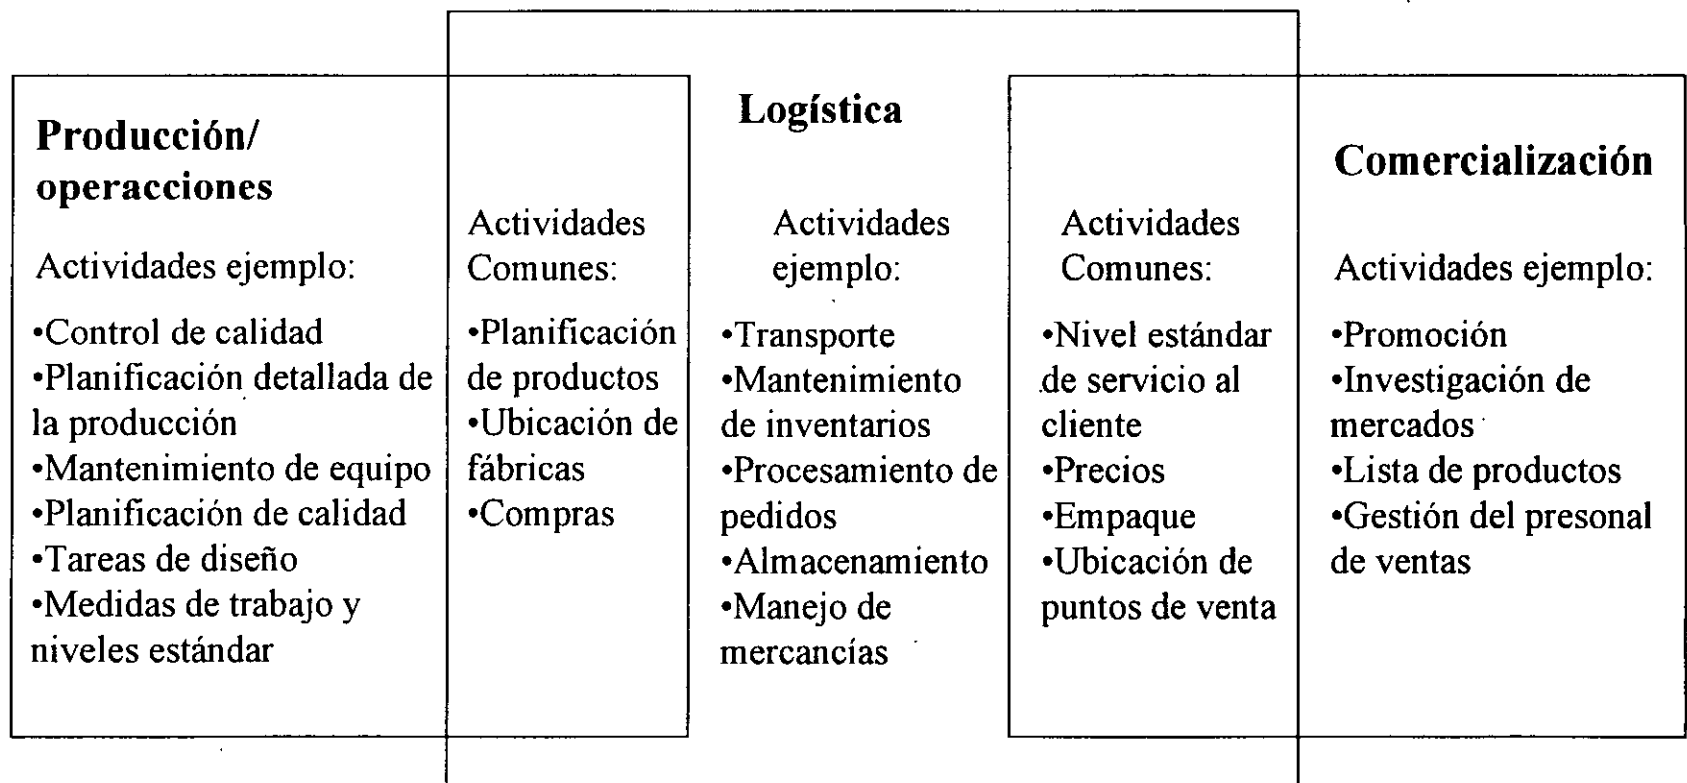 Producción/
operacciones
Actividades ejemplo:
•Control de calidad
•Planificación detallada de
la producción
•Mantenimiento de equipo
•Planificación de calidad
•Tareas de diseño
•Medidas de trabajo y
niveles estándar
Actividades
Comunes:
•Planificación
de productos
•Ubicación de
fábricas
•Compras
Logística
Actividades
ejemplo:
•Transporte
•Mantenimiento
de inventarios
•Procesamiento de
pedidos
•Almacenamiento
•Manejo de
mercancías
Actividades
Comunes:
•Nivel estándar
de servicio al
cliente
•Precios
•Empaque
•Ubicación de
puntos de venta
Comercialización
Actividades ejemplo:
•Promoción
•Investigación de
mercados
•Lista de productos
•Gestión del presonal
de ventas